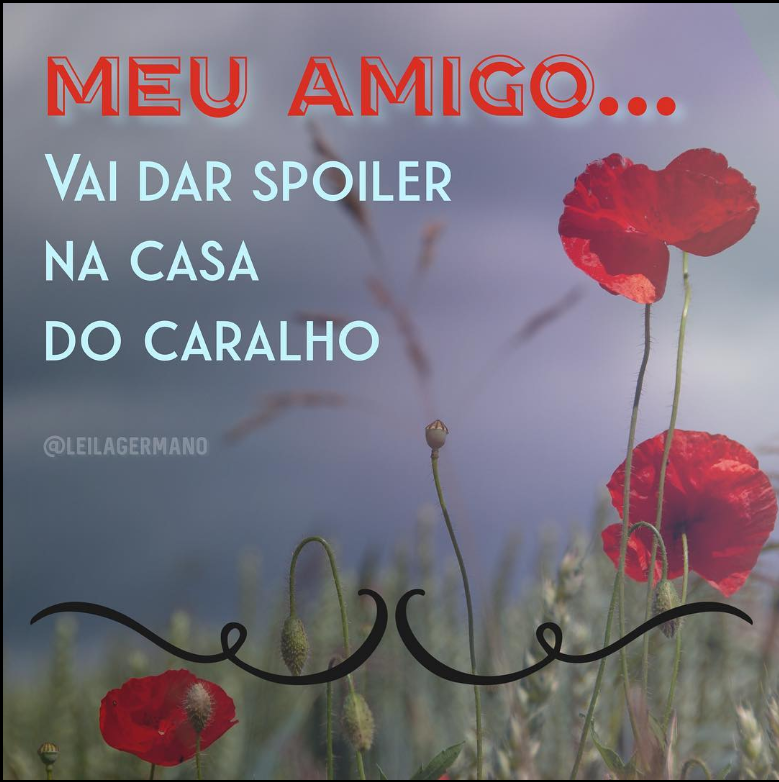 MEU AMIGO...
VAI DAR SPOILER
NA CASA
DO CARALHO
@LEILAGERMANO